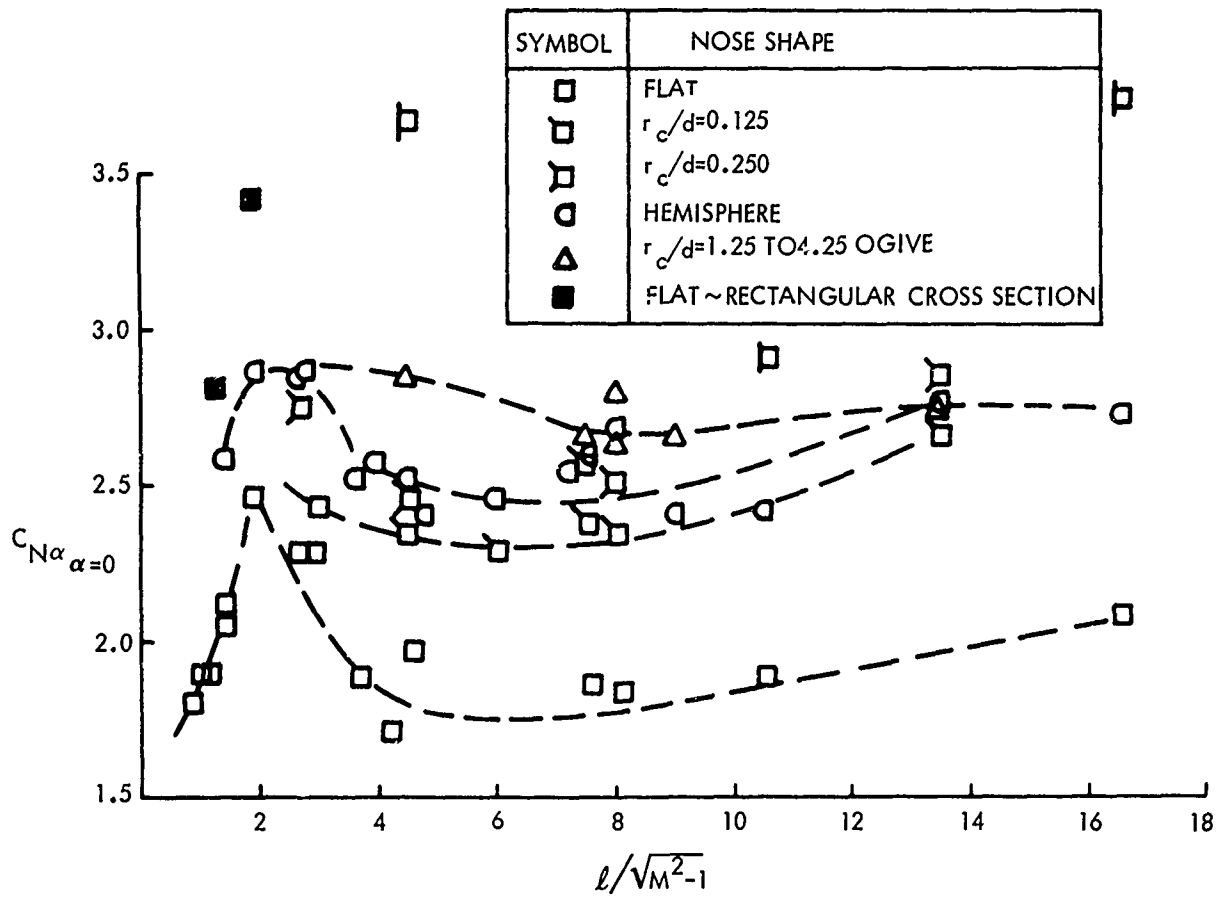 SYMBOL NOSE SHAPE
FLAT
r_c/d=0.125
r_c/d=0.250
HEMISPHERE
r_c/d=1.25 TO4.25 OGIVE
FLAT~RECTANGULAR CROSS SECTION
3.5
3.0
2.5
2.0
1.5
C_Nα α=0
2 4 6 8 10 12 14 16 18
ℓ/√M²-1